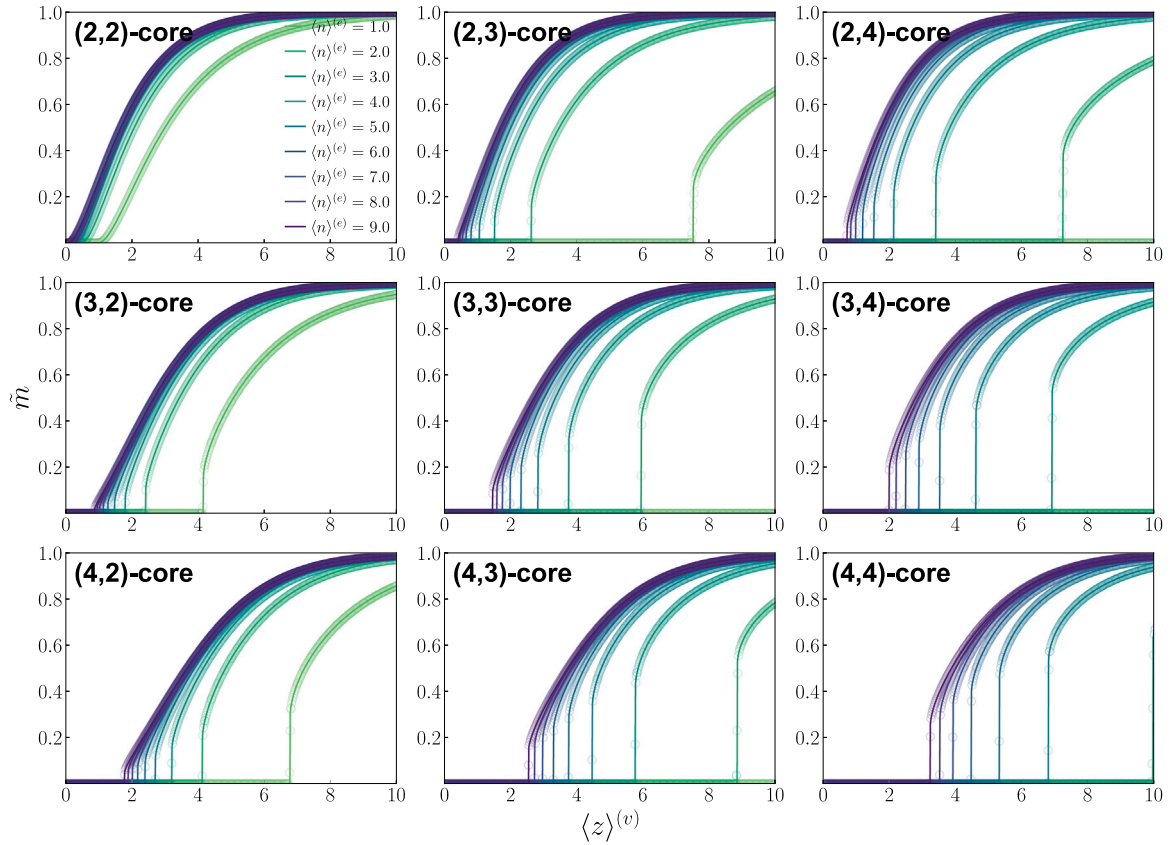 (2,2)-core
⟨n⟩^(e) = 1.0
⟨n⟩^(e) = 2.0
⟨n⟩^(e) = 3.0
⟨n⟩^(e) = 4.0
⟨n⟩^(e) = 5.0
⟨n⟩^(e) = 6.0
⟨n⟩^(e) = 7.0
⟨n⟩^(e) = 8.0
⟨n⟩^(e) = 9.0
1.0
0.8
0.6
0.4
0.2
0 2 4 6 8 10
(2,3)-core
1.0
0.8
0.6
0.4
0.2
0 2 4 6 8 10
(2,4)-core
1.0
0.8
0.6
0.4
0.2
0 2 4 6 8 10
(3,2)-core
1.0
0.8
0.6
0.4
0.2
0 2 4 6 8 10
m̃
(3,3)-core
1.0
0.8
0.6
0.4
0.2
0 2 4 6 8 10
(3,4)-core
1.0
0.8
0.6
0.4
0.2
0 2 4 6 8 10
(4,2)-core
1.0
0.8
0.6
0.4
0.2
0 2 4 6 8 10
(4,3)-core
1.0
0.8
0.6
0.4
0.2
0 2 4 6 8 10
(4,4)-core
1.0
0.8
0.6
0.4
0.2
0 2 4 6 8 10
⟨z⟩^(v)